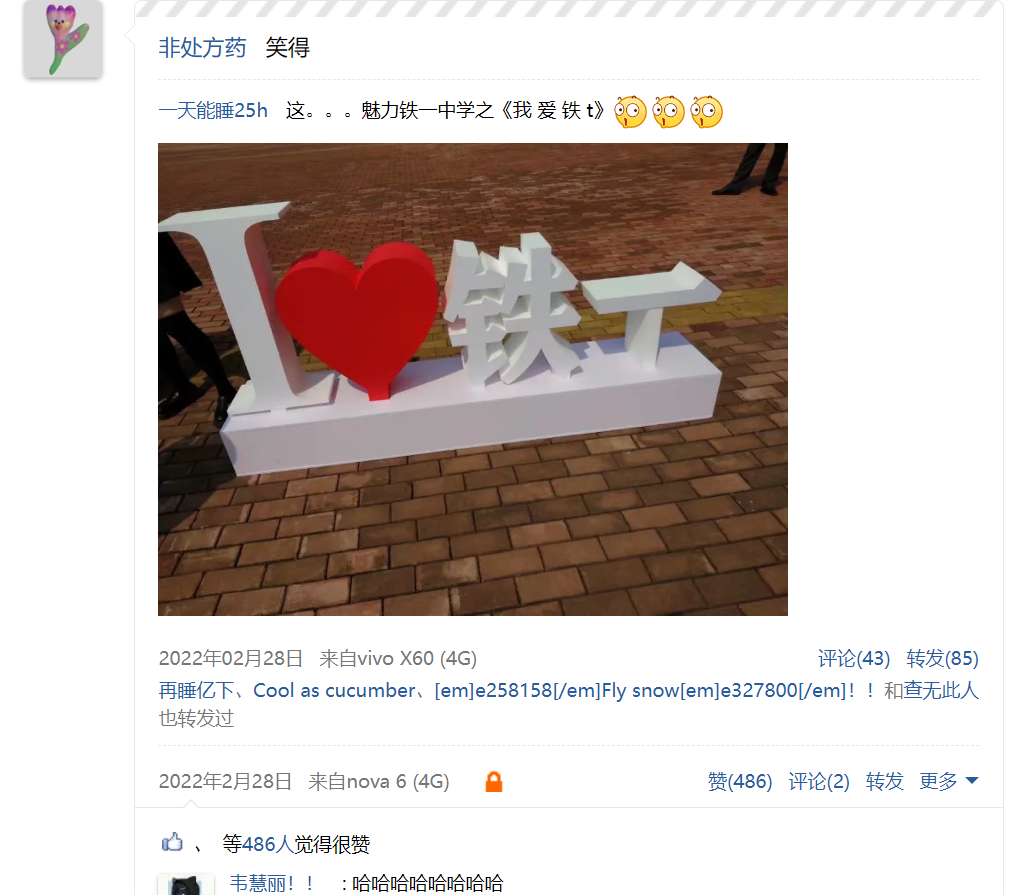 非处方药 笑得
一天能睡25h 这。。。魅力铁一中学之《我 爱 铁 t》
I 铁一
2022年02月28日 来自vivo X60 (4G) 评论(43) 转发(85)
再睡亿下、Cool as cucumber、[em]e258158[/em]Fly snow[em]e327800[/em]！！和查无此人
也转发过
2022年2月28日 来自nova 6 (4G) 赞(486) 评论(2) 转发 更多
、 等486人觉得很赞
韦慧丽！！ : 哈哈哈哈哈哈哈哈